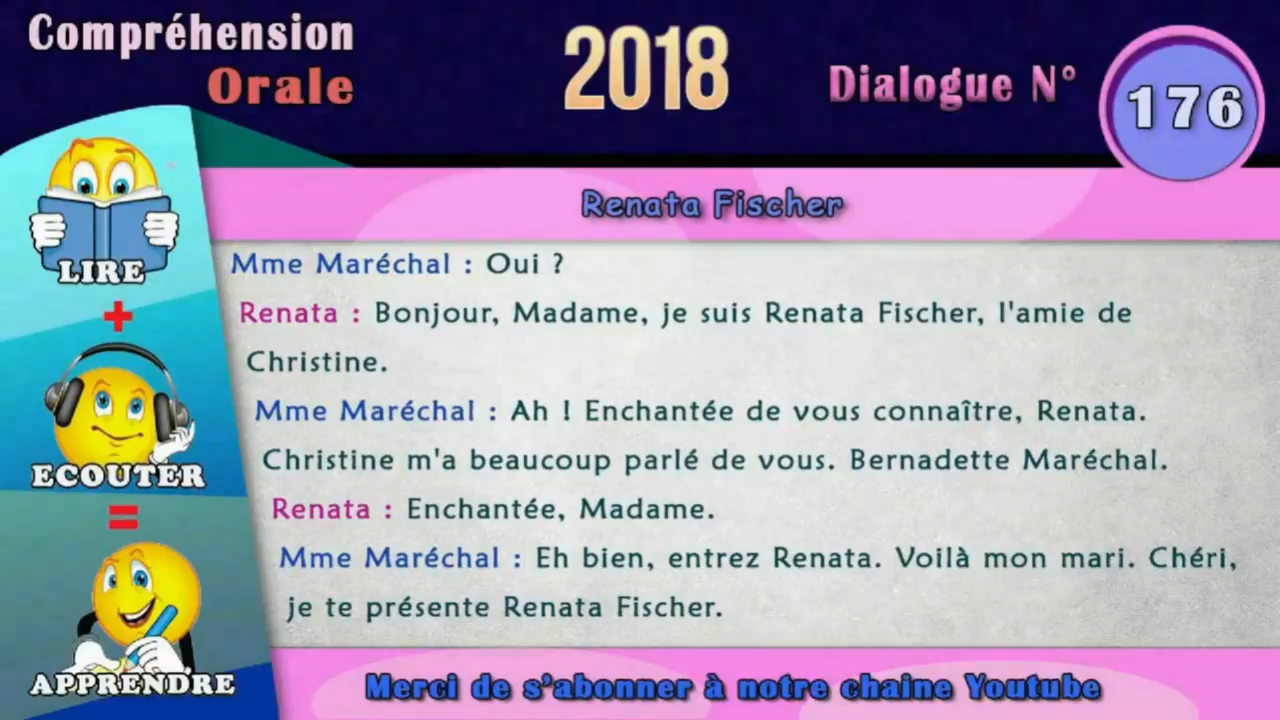 Compréhension
Orale
2018
Dialogue N°
176
Renata Fischer
LIRE
+
ECOUTER
=
APPRENDRE
Mme Maréchal : Oui ?
Renata : Bonjour, Madame, je suis Renata Fischer, l'amie de
Christine.
Mme Maréchal : Ah ! Enchantée de vous connaître, Renata.
Christine m'a beaucoup parlé de vous. Bernadette Maréchal.
Renata : Enchantée, Madame.
Mme Maréchal : Eh bien, entrez Renata. Voilà mon mari. Chéri,
je te présente Renata Fischer.
Merci de s'abonner à notre chaine Youtube